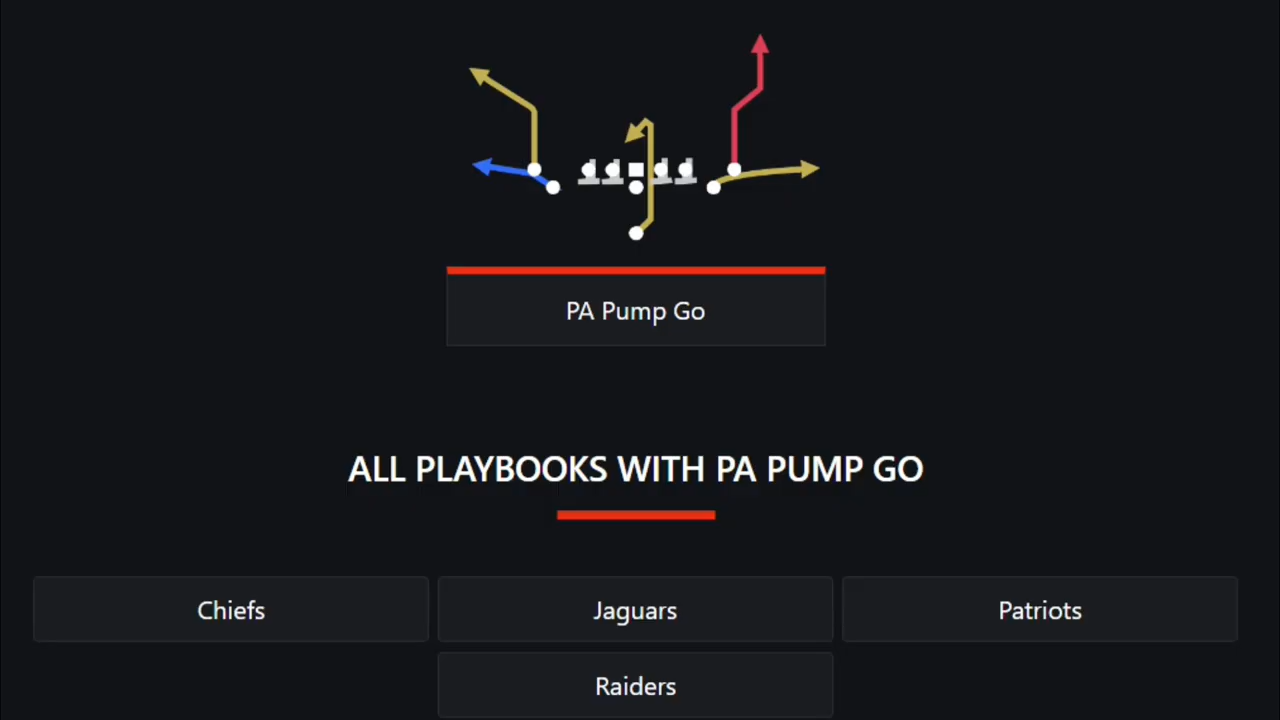 PA Pump Go
ALL PLAYBOOKS WITH PA PUMP GO
Chiefs
Jaguars
Patriots
Raiders